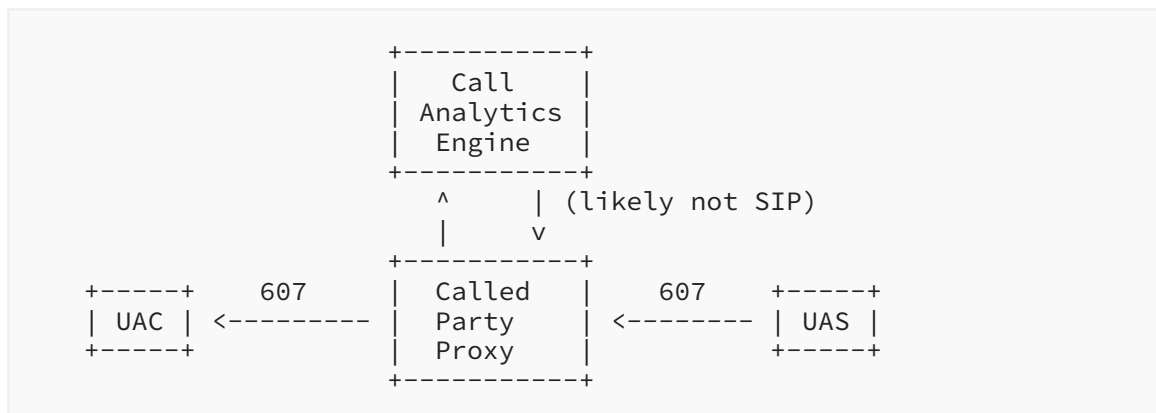 +-----------+
|   Call    |
| Analytics |
|  Engine   |
+-----------+
^     | (likely not SIP)
|     v
+-----------+
+-----+    607     |  Called   |    607    +-----+
| UAC | <--------- |  Party    | <-------- | UAS |
+-----+            |  Proxy    |           +-----+
+-----------+